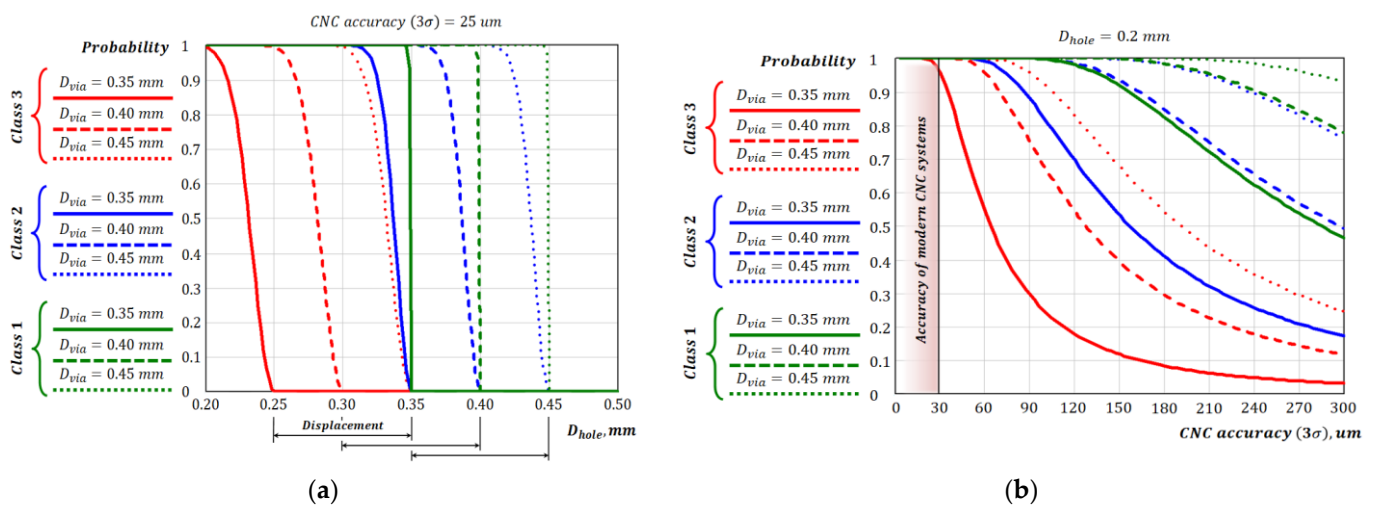 CNC accuracy (3σ) = 25 um
Probability
Class 3
D_via = 0.35 mm
D_via = 0.40 mm
D_via = 0.45 mm
Class 2
D_via = 0.35 mm
D_via = 0.40 mm
D_via = 0.45 mm
Class 1
D_via = 0.35 mm
D_via = 0.40 mm
D_via = 0.45 mm
1
0.9
0.8
0.7
0.6
0.5
0.4
0.3
0.2
0.1
0
0.20 0.25 0.30 0.35 0.40 0.45 0.50
Displacement
D_hole, mm
(a)
D_hole = 0.2 mm
Probability
Class 3
D_via = 0.35 mm
D_via = 0.40 mm
D_via = 0.45 mm
Class 2
D_via = 0.35 mm
D_via = 0.40 mm
D_via = 0.45 mm
Class 1
D_via = 0.35 mm
D_via = 0.40 mm
D_via = 0.45 mm
1
0.9
0.8
0.7
0.6
0.5
0.4
0.3
0.2
0.1
0
Accuracy of modern CNC systems
0 30 60 90 120 150 180 210 240 270 300
CNC accuracy (3σ), um
(b)